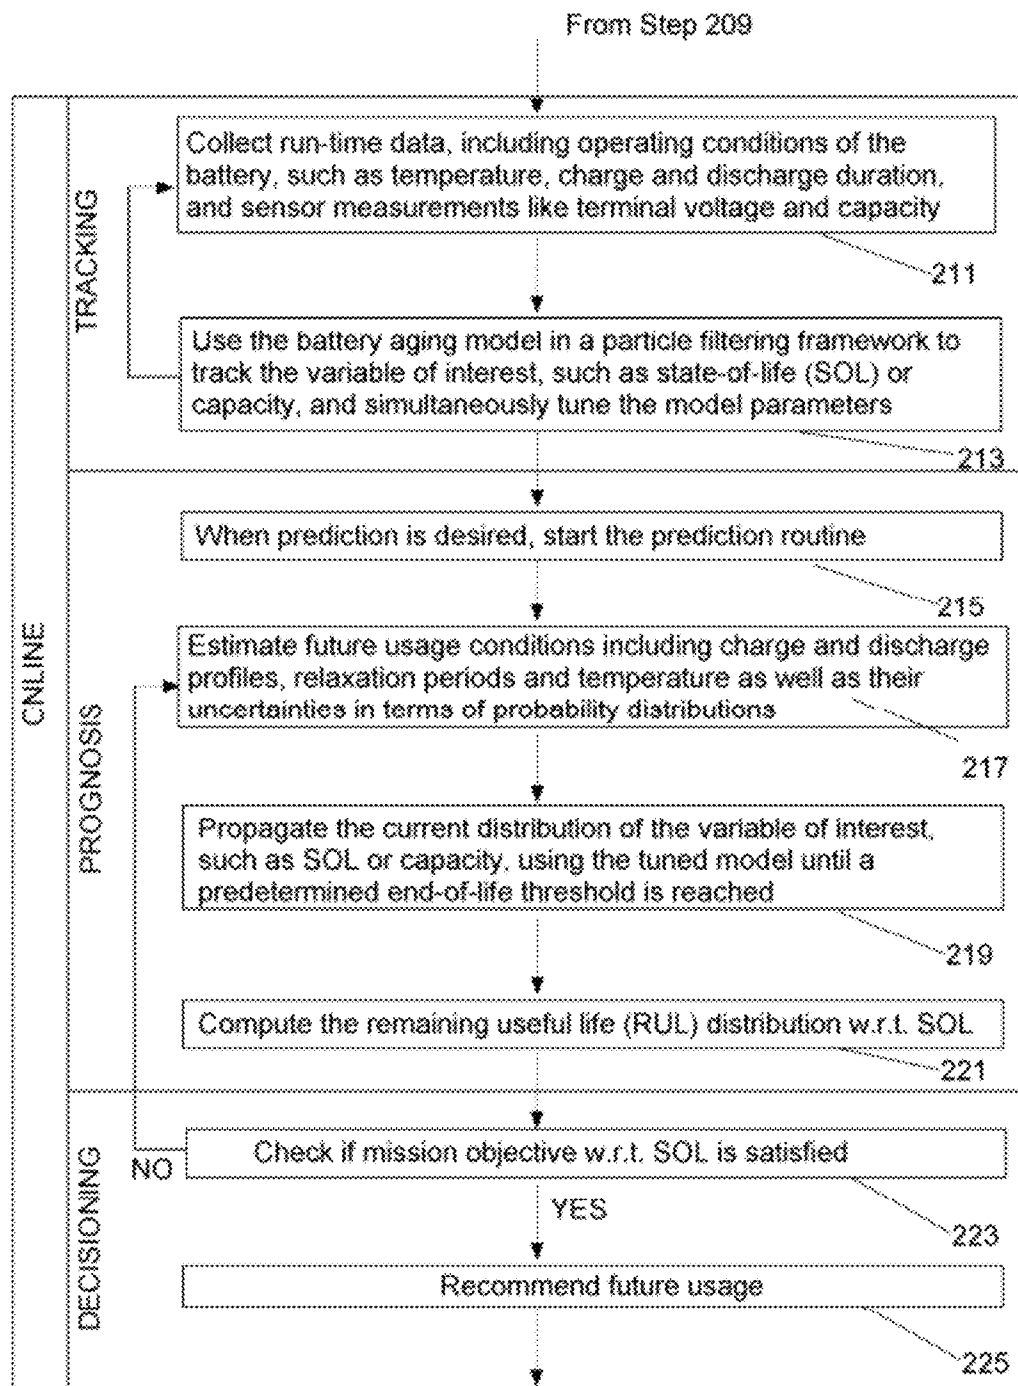 From Step 209
CNLINE
TRACKING
Collect run-time data, including operating conditions of the
battery, such as temperature, charge and discharge duration,
and sensor measurements like terminal voltage and capacity
211
Use the battery aging model in a particle filtering framework to
track the variable of interest, such as state-of-life (SOL) or
capacity, and simultaneously tune the model parameters
213
PROGNOSIS
When prediction is desired, start the prediction routine
215
Estimate future usage conditions including charge and discharge
profiles, relaxation periods and temperature as well as their
uncertainties in terms of probability distributions
217
Propagate the current distribution of the variable of interest,
such as SOL or capacity, using the tuned model until a
predetermined end-of-life threshold is reached
219
Compute the remaining useful life (RUL) distribution w.r.t. SOL
221
DECISIONING
Check if mission objective w.r.t. SOL is satisfied
NO
YES
223
Recommend future usage
225